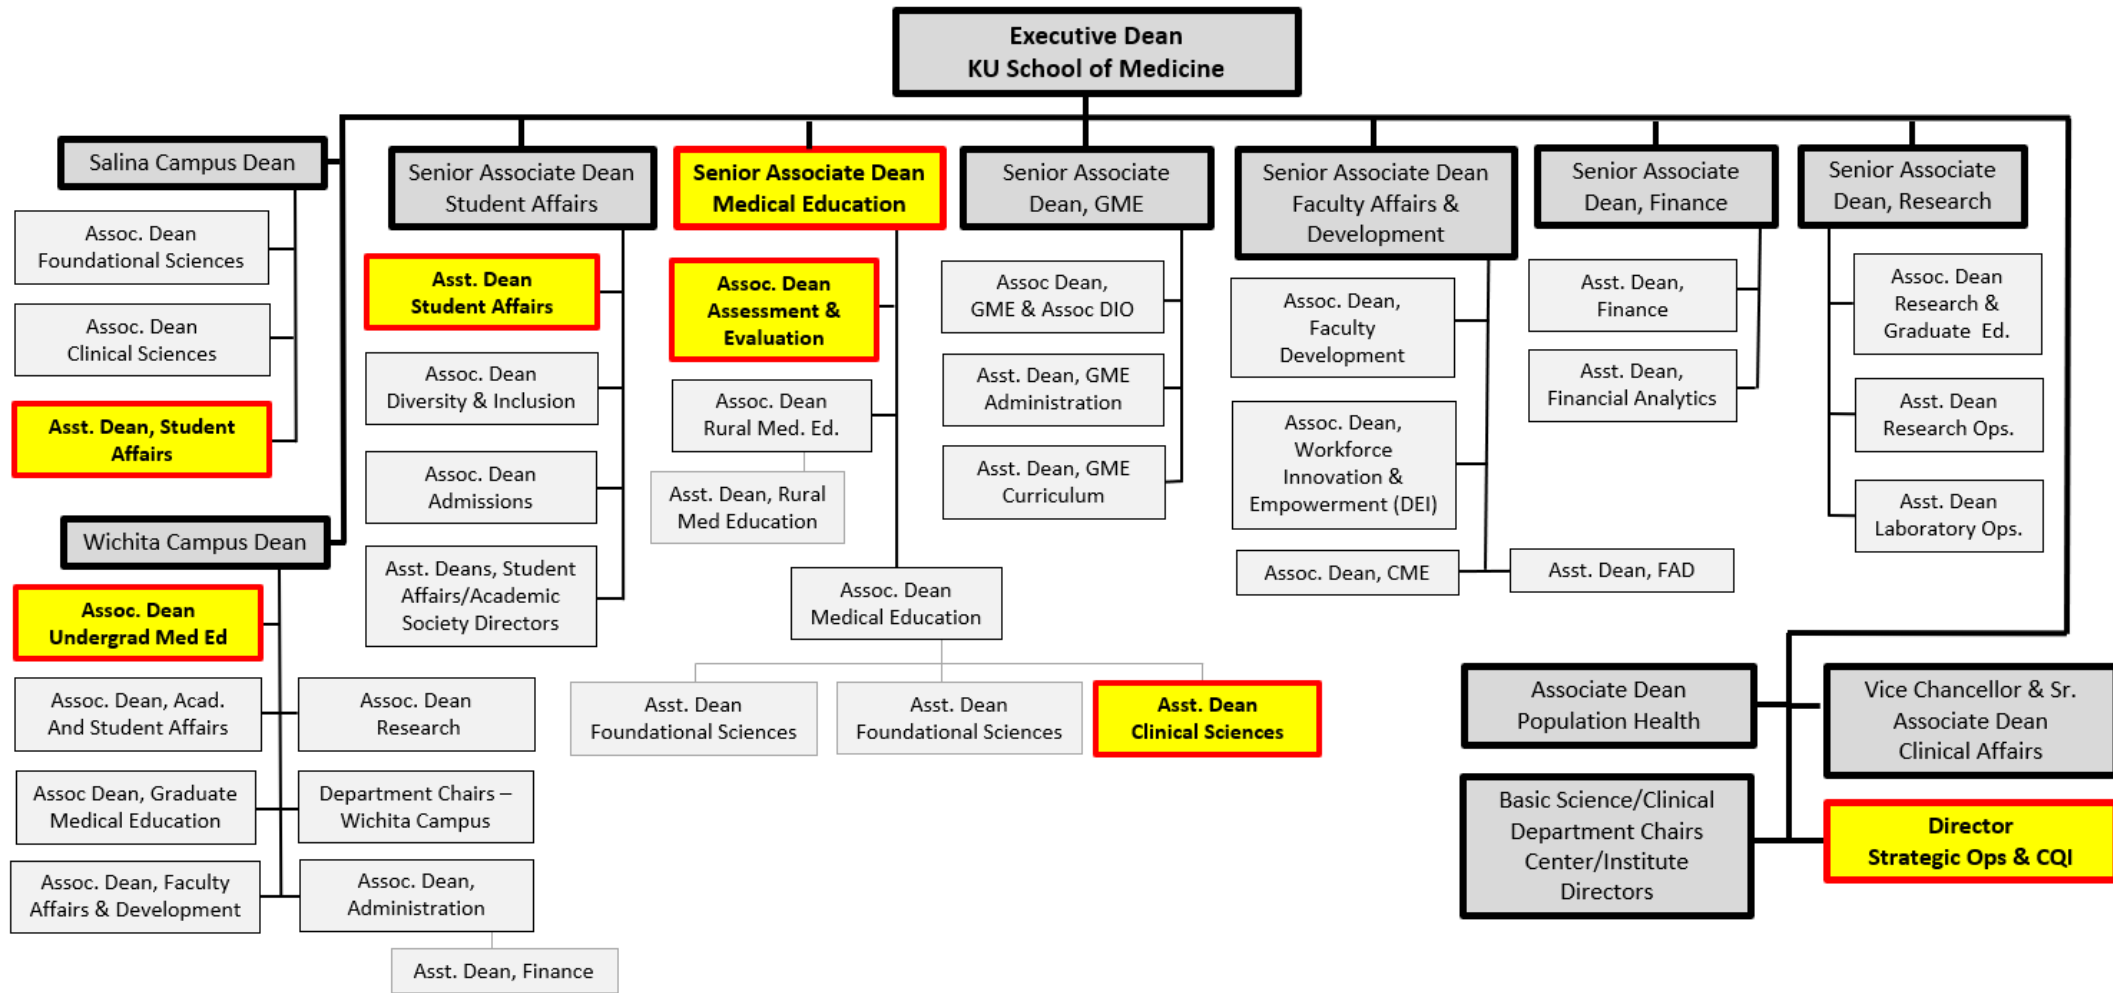 Executive Dean
KU School of Medicine
Salina Campus Dean
Assoc. Dean
Foundational Sciences
Assoc. Dean
Clinical Sciences
Asst. Dean, Student
Affairs
Wichita Campus Dean
Assoc. Dean
Undergrad Med Ed
Assoc. Dean, Acad.
And Student Affairs
Assoc. Dean
Research
Assoc Dean, Graduate
Medical Education
Department Chairs –
Wichita Campus
Assoc. Dean, Faculty
Affairs & Development
Assoc. Dean,
Administration
Asst. Dean, Finance
Senior Associate Dean
Student Affairs
Asst. Dean
Student Affairs
Assoc. Dean
Diversity & Inclusion
Assoc. Dean
Admissions
Asst. Deans, Student
Affairs/Academic
Society Directors
Senior Associate Dean
Medical Education
Assoc. Dean
Assessment &
Evaluation
Assoc. Dean
Rural Med. Ed.
Asst. Dean, Rural
Med Education
Assoc. Dean
Medical Education
Asst. Dean
Foundational Sciences
Asst. Dean
Foundational Sciences
Asst. Dean
Clinical Sciences
Senior Associate
Dean, GME
Assoc Dean,
GME & Assoc DIO
Asst. Dean, GME
Administration
Asst. Dean, GME
Curriculum
Senior Associate Dean
Faculty Affairs &
Development
Assoc. Dean,
Faculty
Development
Assoc. Dean,
Workforce
Innovation &
Empowerment (DEI)
Assoc. Dean, CME
Asst. Dean, FAD
Senior Associate
Dean, Finance
Asst. Dean,
Finance
Asst. Dean,
Financial Analytics
Senior Associate
Dean, Research
Assoc. Dean
Research &
Graduate  Ed.
Asst. Dean
Research Ops.
Asst. Dean
Laboratory Ops.
Associate Dean
Population Health
Vice Chancellor & Sr.
Associate Dean
Clinical Affairs
Basic Science/Clinical
Department Chairs
Center/Institute
Directors
Director
Strategic Ops & CQI